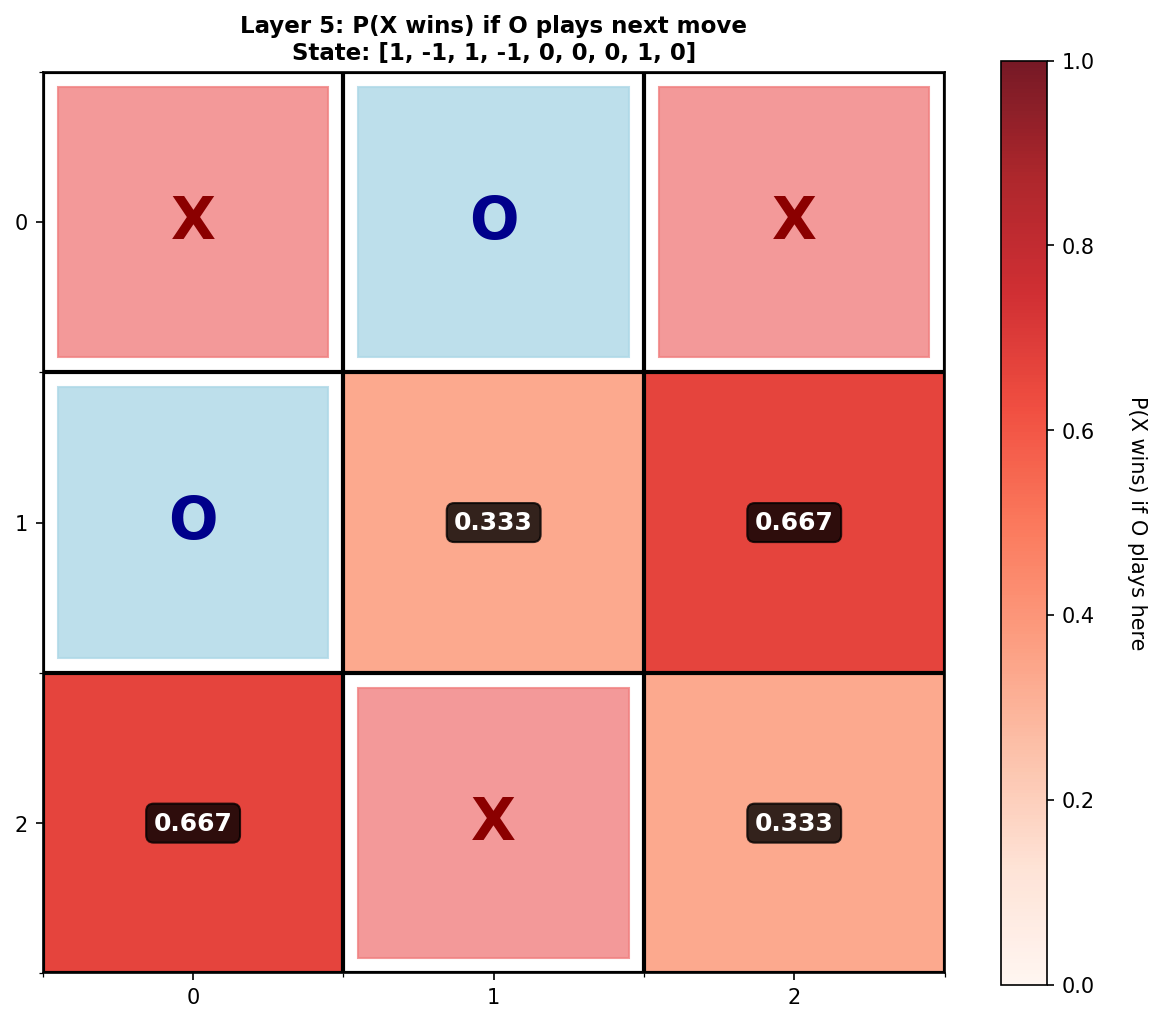 Layer 5: P(X wins) if O plays next move
State: [1, -1, 1, -1, 0, 0, 0, 1, 0]
1.0
0.8
0.6
0.4
0.2
0.0
P(X wins) if O plays here
0
X
O
X
1
O
0.333
0.667
2
0.667
X
0.333
0
1
2